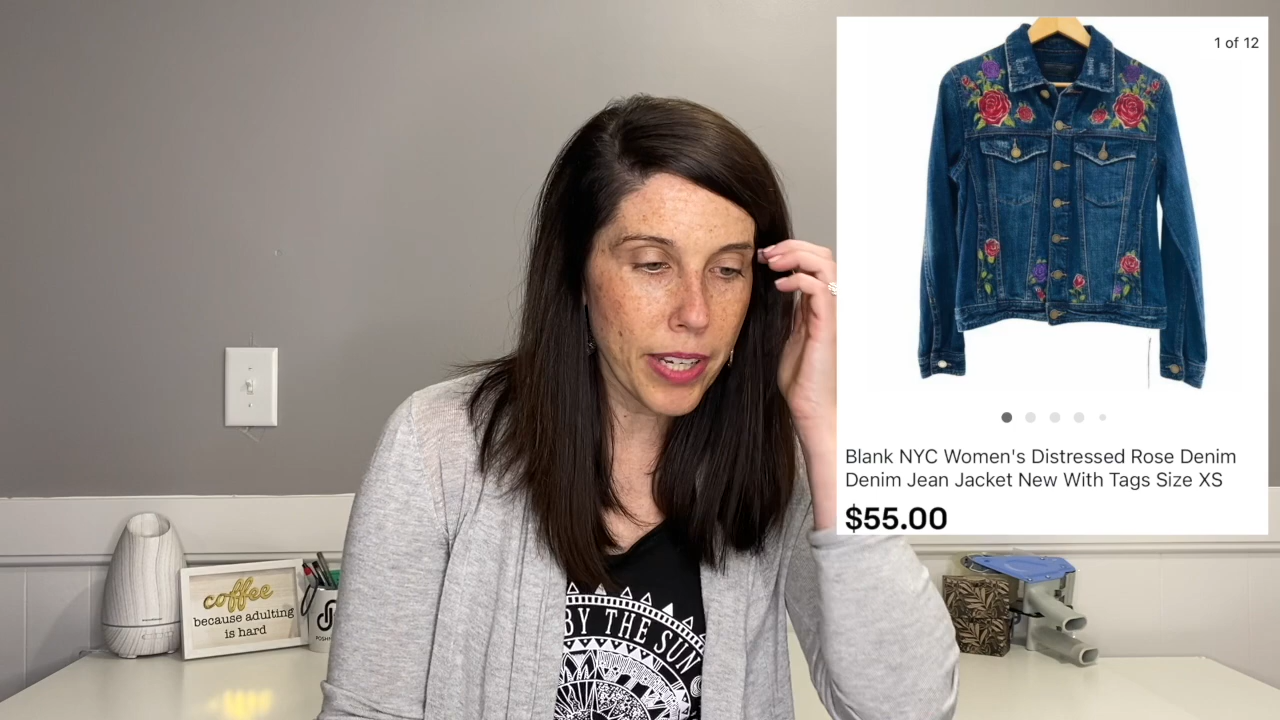 1 of 12
Blank NYC Women's Distressed Rose Denim
Denim Jean Jacket New With Tags Size XS
$55.00
coffee
because adulting
is hard
POSH
BY THE SUN